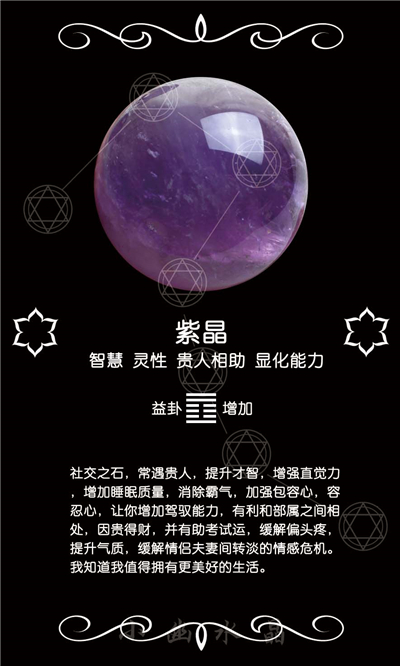 紫晶
智慧 灵性 贵人相助 显化能力
益卦 增加
社交之石，常遇贵人，提升才智，增强直觉力
，增加睡眠质量，消除霸气，加强包容心，容
忍心，让你增加驾驭能力，有利和部属之间相
处，因贵得财，并有助考试运，缓解偏头疼，
提升气质，缓解情侣夫妻间转淡的情感危机。
我知道我值得拥有更美好的生活。
小幽水晶